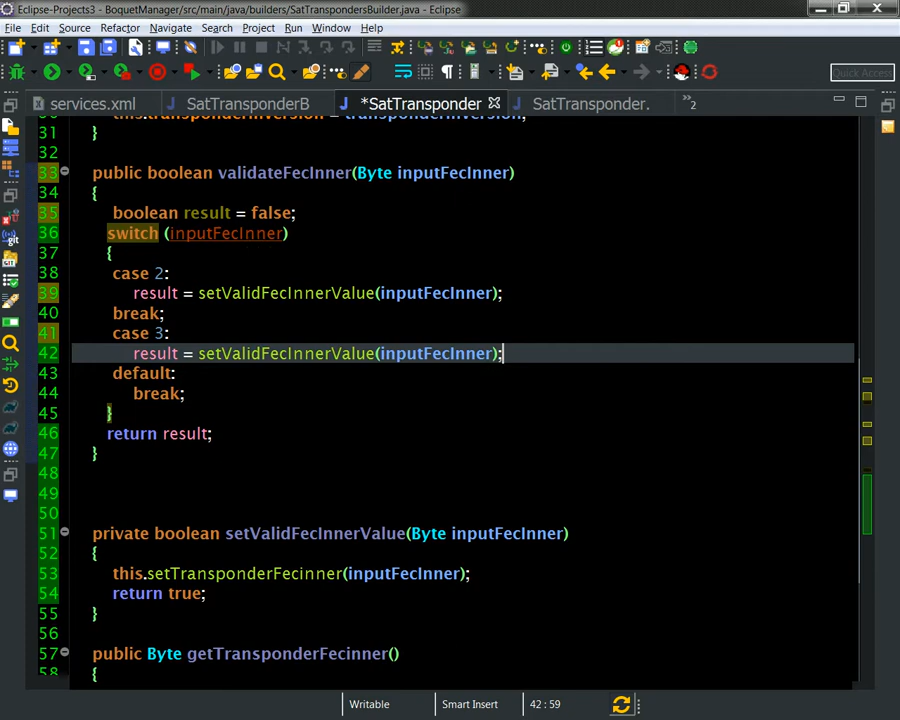 Eclipse-Projects3 - BoquetManager/src/main/java/builders/SatTranspondersBuilder.java - Eclipse
File Edit Source Refactor Navigate Search Project Run Window Help
Quick Access
services.xml SatTransponderB *SatTransponder SatTransponder. »2
31 }
32
33 public boolean validateFecInner(Byte inputFecInner)
34 {
35 boolean result = false;
36 switch (inputFecInner)
37 {
38 case 2:
39 result = setValidFecInnerValue(inputFecInner);
40 break;
41 case 3:
42 result = setValidFecInnerValue(inputFecInner);
43 default:
44 break;
45 }
46 return result;
47 }
48
49
50
51 private boolean setValidFecInnerValue(Byte inputFecInner)
52 {
53 this.setTransponderFecinner(inputFecInner);
54 return true;
55 }
56
57 public Byte getTransponderFecinner()
58 {
Writable Smart Insert 42 : 59